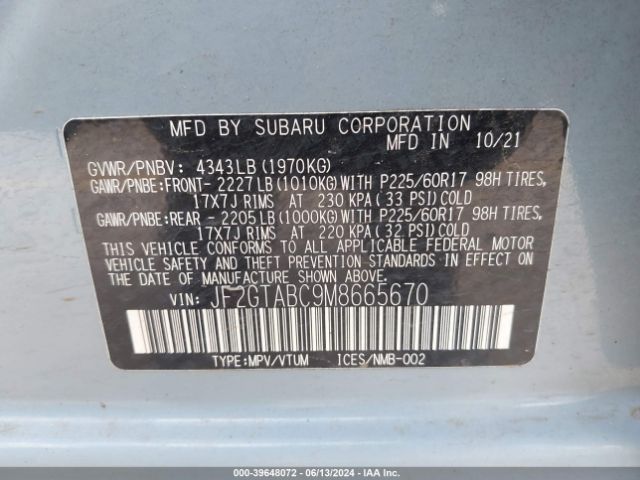 MFD BY SUBARU CORPORATION
MFD IN 10/21
GVWR/PNBV: 4343LB (1970KG)
GAWR/PNBE:FRONT- 2227LB (1010KG) WITH P225/60R17 98H TIRES,
17X7J RIMS AT 230 KPA (33 PSI) COLD
GAWR/PNBE:REAR - 2205LB (1000KG) WITH P225/60R17 98H TIRES,
17X7J RIMS AT 220 KPA (32 PSI) COLD
THIS VEHICLE CONFORMS TO ALL APPLICABLE FEDERAL MOTOR
VEHICLE SAFETY AND THEFT PREVENTION STANDARDS IN EFFECT
ON THE DATE OF MANUFACTURE SHOWN ABOVE.
VIN: JF2GTABC9M8665670
TYPE:MPV/VTUM ICES/NMB-002
000-39648072 - 06/13/2024 - IAA Inc.